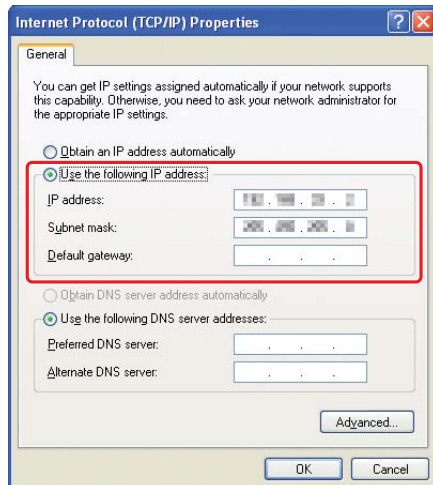 Internet Protocol (TCP/IP) Properties
General
You can get IP settings assigned automatically if your network supports
this capability. Otherwise, you need to ask your network administrator for
the appropriate IP settings.
Obtain an IP address automatically
Use the following IP address:
IP address:
Subnet mask:
Default gateway:
Obtain DNS server address automatically
Use the following DNS server addresses:
Preferred DNS server:
Alternate DNS server:
Advanced...
OK
Cancel